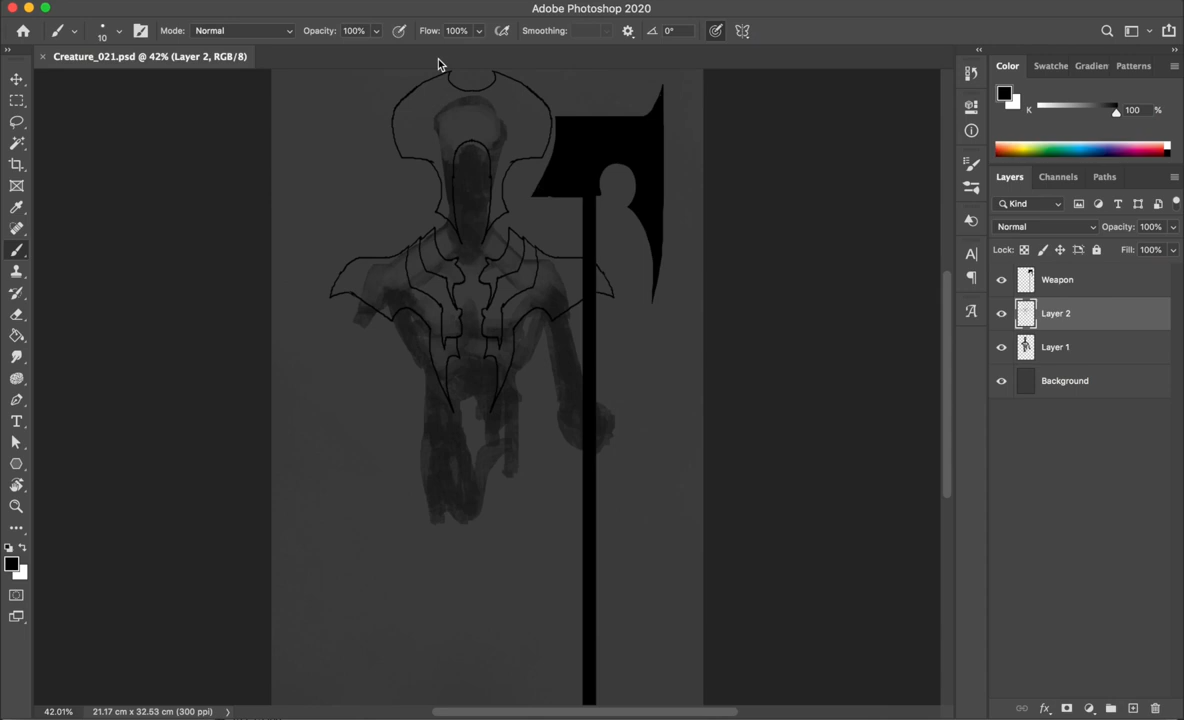 Adobe Photoshop 2020
10 Mode: Normal Opacity: 100% Flow: 100% Smoothing: 0°
Creature_021.psd @ 42% (Layer 2, RGB/8)
Color Swatche Gradien Patterns
K 100 %
Layers Channels Paths
Kind
Normal Opacity: 100%
Lock: Fill: 100%
Weapon
Layer 2
Layer 1
Background
42.01% 21.17 cm x 32.53 cm (300 ppi)